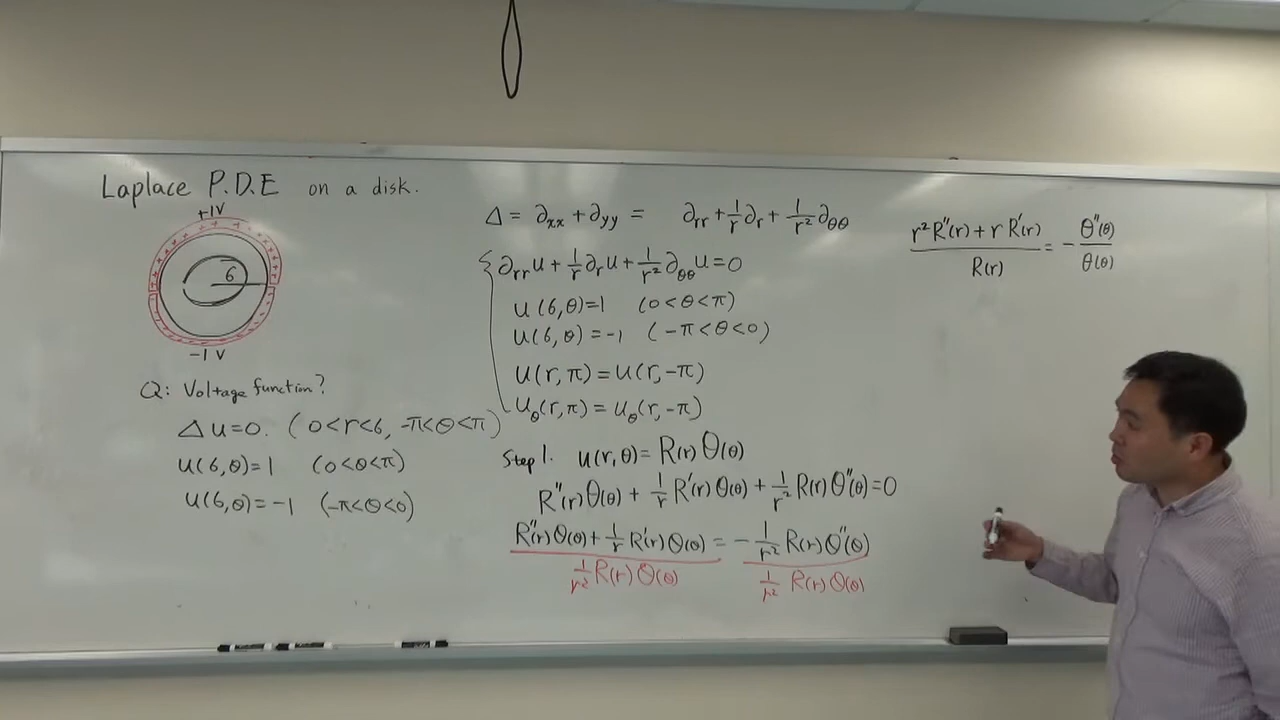 Laplace P.D.E on a disk.
+1V
6
-1V
Q: Voltage function?
Δu=0. (0<r<6, -π<θ<π)
u(6,θ)=1 (0<θ<π)
u(6,θ)=-1 (-π<θ<0)
Δ = ∂xx + ∂yy = ∂rr + 1/r ∂r + 1/r² ∂θθ
∂rr u + 1/r ∂r u + 1/r² ∂θθ u = 0
u(6,θ)=1 (0<θ<π)
u(6,θ)=-1 (-π<θ<0)
u(r,π)=u(r,-π)
uθ(r,π)=uθ(r,-π)
Step 1. u(r,θ)=R(r)Θ(θ)
R''(r)Θ(θ) + 1/r R'(r)Θ(θ) + 1/r² R(r)Θ''(θ)=0
R''(r)Θ(θ) + 1/r R'(r)Θ(θ) = - 1/r² R(r)Θ''(θ)
1/r² R(r)Θ(θ) 1/r² R(r)Θ(θ)
r²R''(r)+rR'(r) = - Θ''(θ)
R(r) Θ(θ)